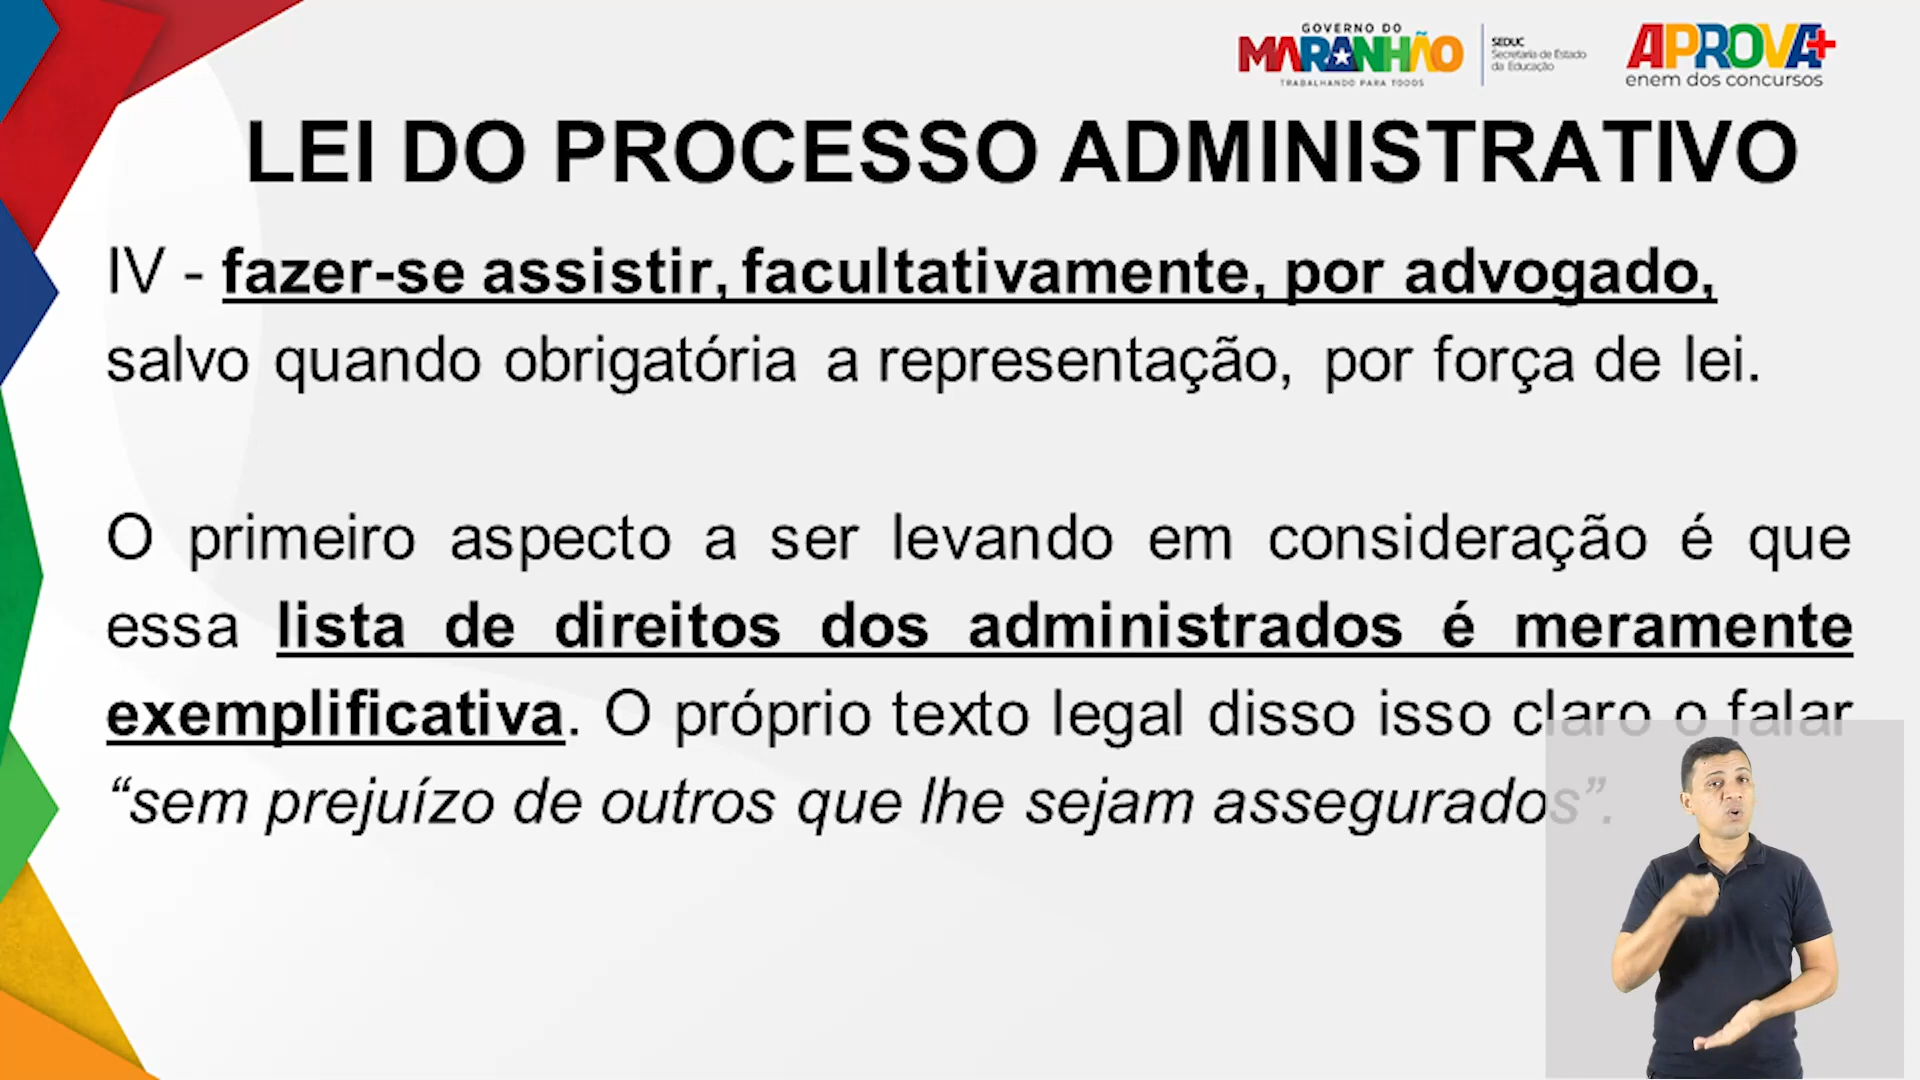 GOVERNO DO
MARANHÃO
TRABALHANDO PARA TODOS
SEDUC
Secretaria de Estado
da Educação
APROVA+
enem dos concursos
LEI DO PROCESSO ADMINISTRATIVO
IV - fazer-se assistir, facultativamente, por advogado,
salvo quando obrigatória a representação, por força de lei.
O primeiro aspecto a ser levando em consideração é que
essa lista de direitos dos administrados é meramente
exemplificativa. O próprio texto legal disso isso claro o falar
“sem prejuízo de outros que lhe sejam assegurados”.